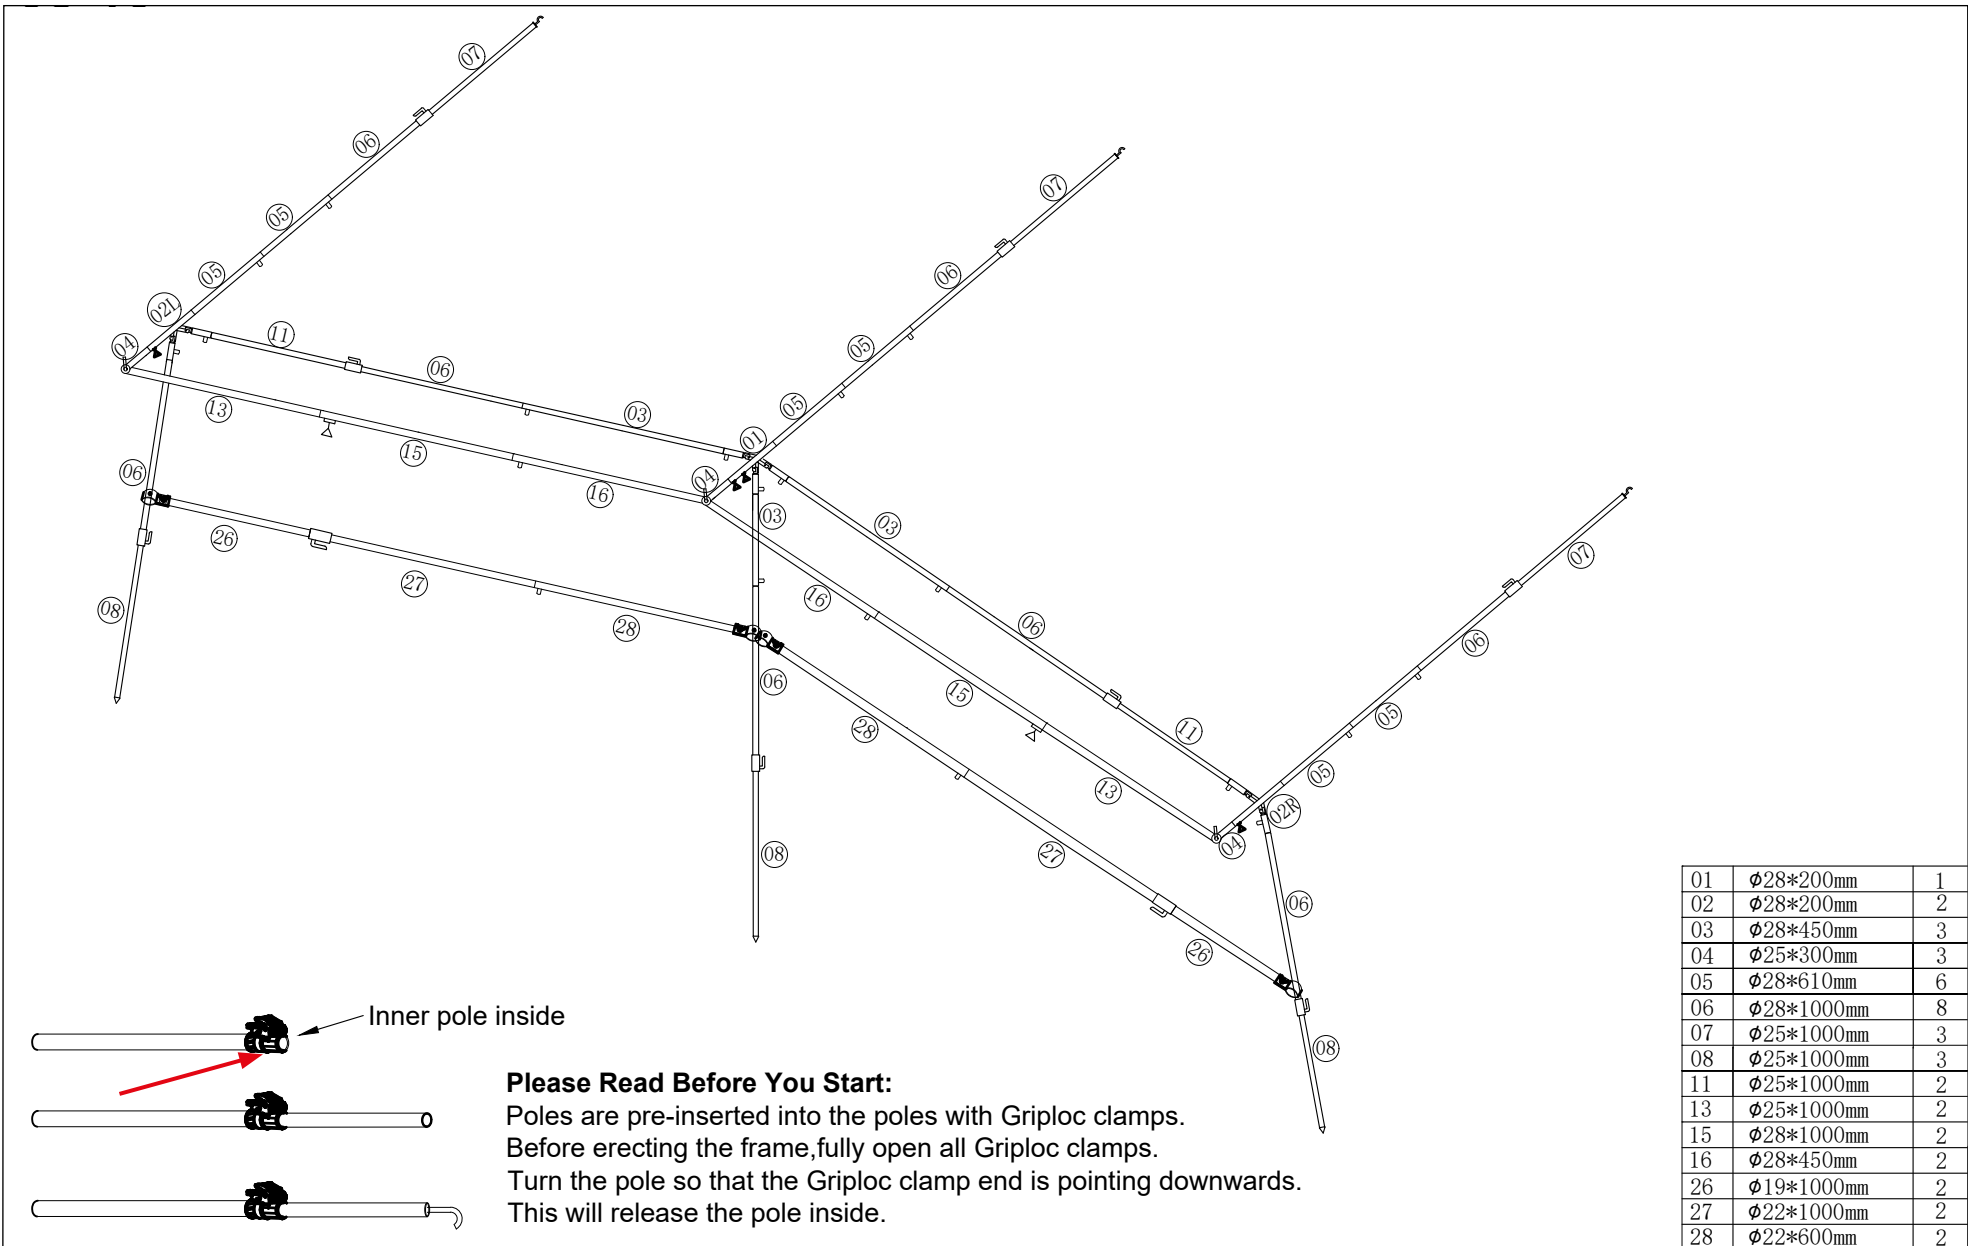 07
06
05
05
02L
04
11
06
03
01
13
15
16
04
06
08
26
27
28
07
06
05
05
03
03
06
11
16
15
13
06
28
27
26
08
07
06
05
05
02R
04
06
08
Inner pole inside
Please Read Before You Start:
Poles are pre-inserted into the poles with Griploc clamps.
Before erecting the frame,fully open all Griploc clamps.
Turn the pole so that the Griploc clamp end is pointing downwards.
This will release the pole inside.
01 ϕ28*200mm 1
02 ϕ28*200mm 2
03 ϕ28*450mm 3
04 ϕ25*300mm 3
05 ϕ28*610mm 6
06 ϕ28*1000mm 8
07 ϕ25*1000mm 3
08 ϕ25*1000mm 3
11 ϕ25*1000mm 2
13 ϕ25*1000mm 2
15 ϕ28*1000mm 2
16 ϕ28*450mm 2
26 ϕ19*1000mm 2
27 ϕ22*1000mm 2
28 ϕ22*600mm 2